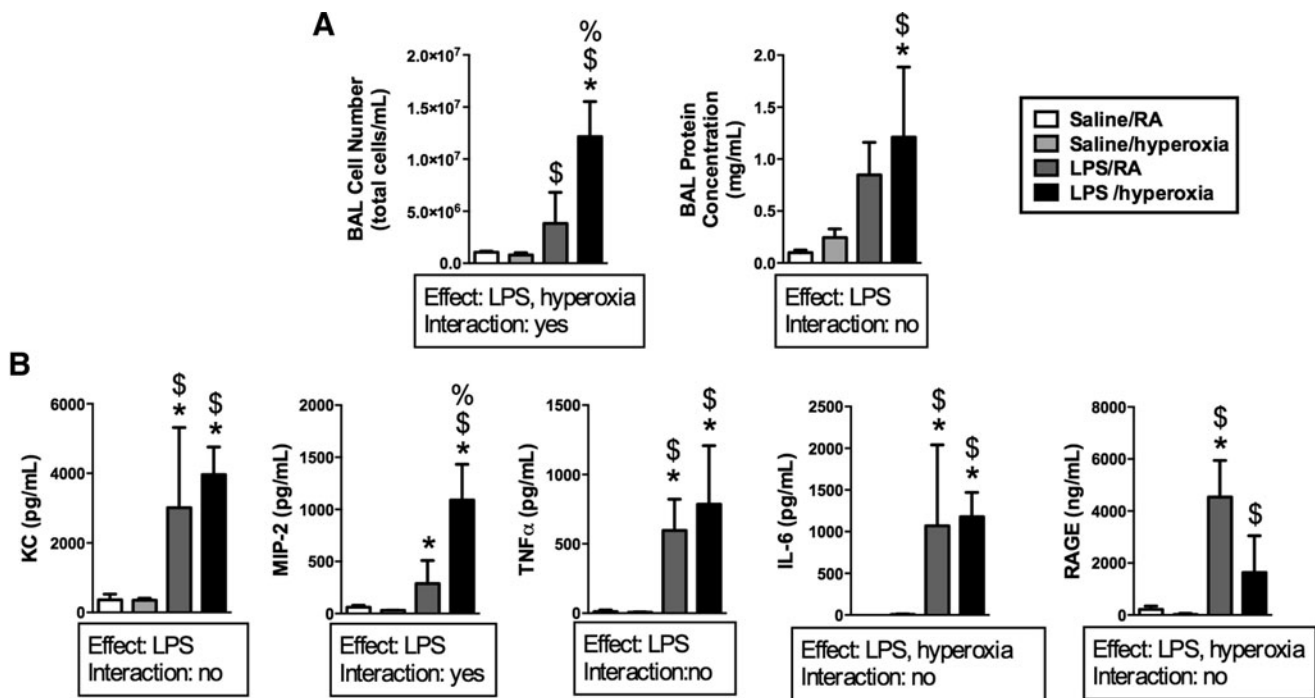 A
BAL Cell Number
(total cells/mL)
2.0×10⁷
1.5×10⁷
1.0×10⁷
5.0×10⁶
0.0
$
%
$
*
Effect: LPS, hyperoxia
Interaction: yes
BAL Protein
Concentration
(mg/mL)
2.0
1.5
1.0
0.5
0.0
$
*
Effect: LPS
Interaction: no
Saline/RA
Saline/hyperoxia
LPS/RA
LPS /hyperoxia
B
KC (pg/mL)
6000
4000
2000
0
$
*
$
*
Effect: LPS
Interaction: no
MIP-2 (pg/mL)
2000
1500
1000
500
0
*
%
$
*
Effect: LPS
Interaction: yes
TNFα (pg/mL)
1500
1000
500
0
$
*
$
*
Effect: LPS
Interaction:no
IL-6 (pg/mL)
2500
2000
1500
1000
500
0
$
*
$
*
Effect: LPS, hyperoxia
Interaction: no
RAGE (ng/mL)
8000
6000
4000
2000
0
$
*
$
Effect: LPS, hyperoxia
Interaction: no